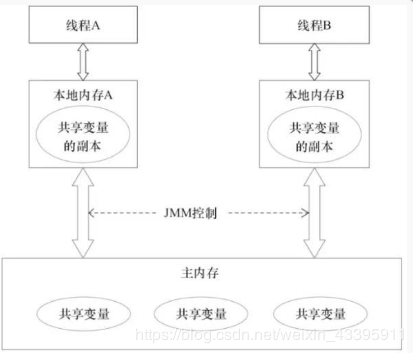 线程A 线程B
本地内存A 本地内存B
共享变量 共享变量
的副本 的副本
JMM控制
主内存
共享变量 共享变量 共享变量
https://blog.csdn.net/weixin_43395911